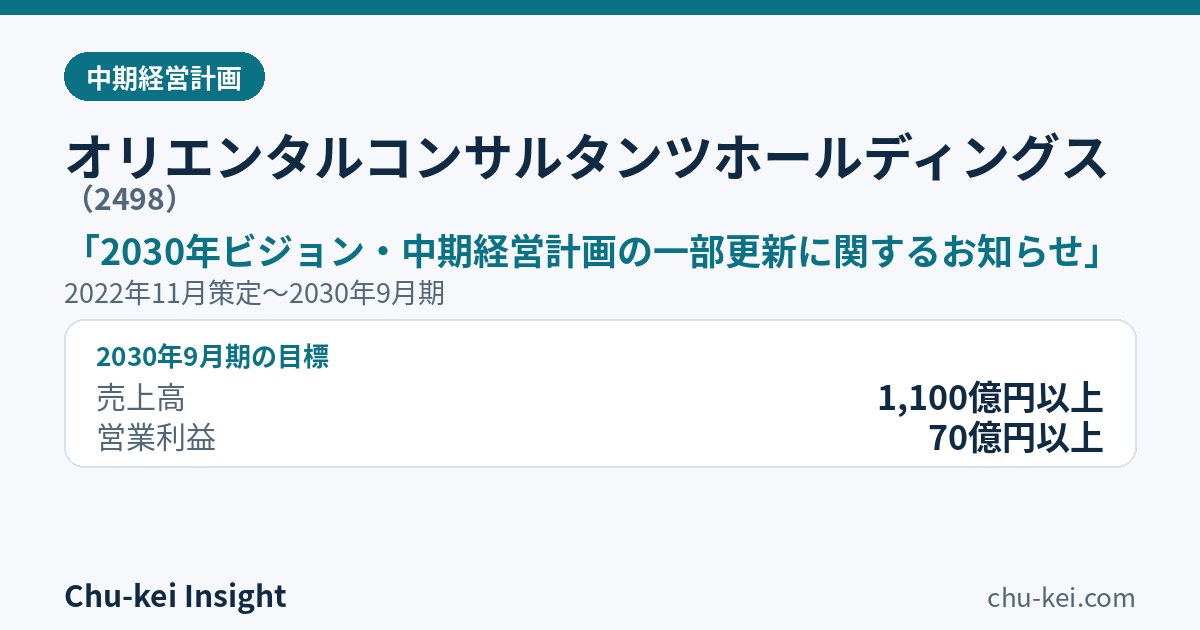 中期経営計画
オリエンタルコンサルタンツホールディングス
（2498）
「2030年ビジョン・中期経営計画の一部更新に関するお知らせ」
2022年11月策定～2030年9月期
2030年9月期の目標
売上高 1,100億円以上
営業利益 70億円以上
Chu-kei Insight
chu-kei.com